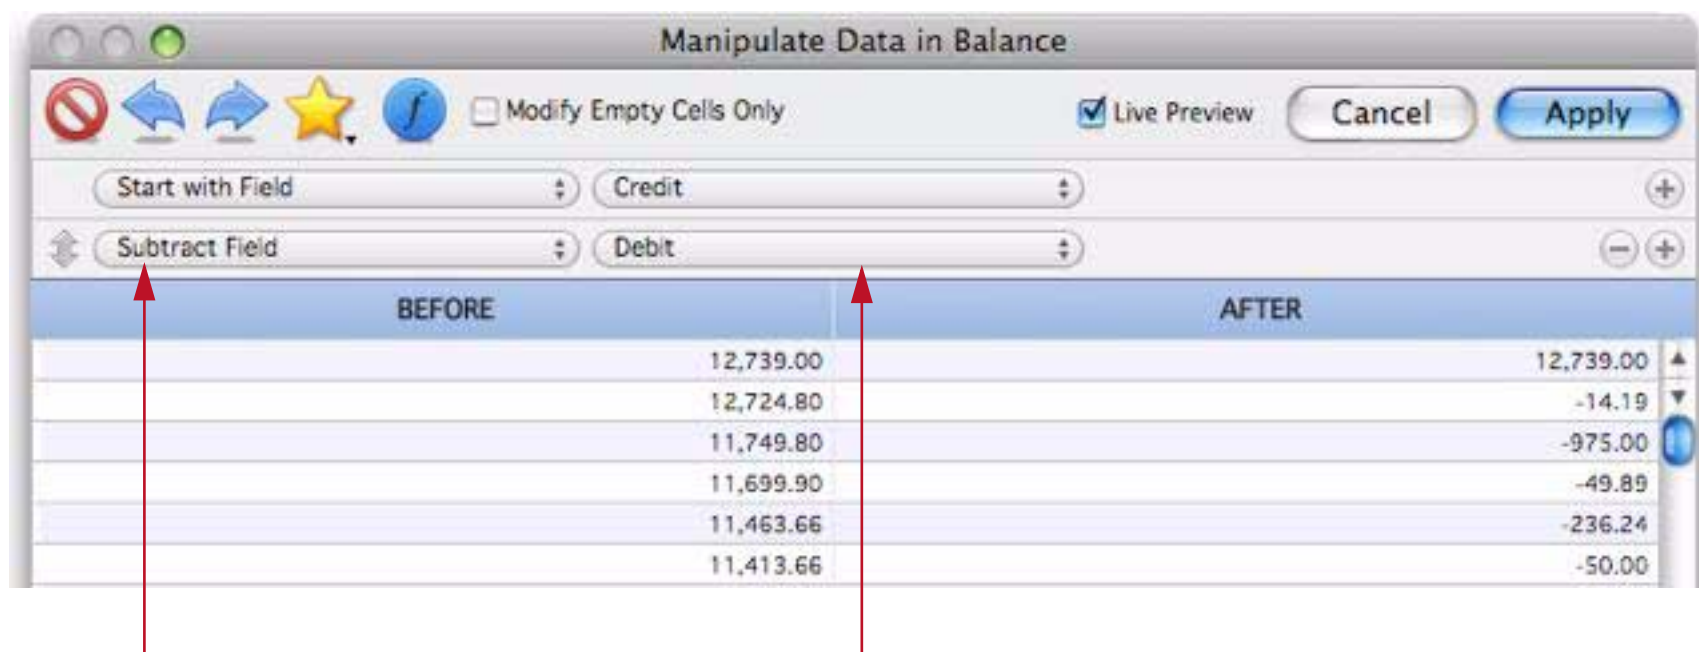 Manipulate Data in Balance
f Modify Empty Cells Only Live Preview Cancel Apply
Start with Field Credit
Subtract Field Debit
BEFORE AFTER
12,739.00 12,739.00
12,724.80 -14.19
11,749.80 -975.00
11,699.90 -49.89
11,463.66 -236.24
11,413.66 -50.00